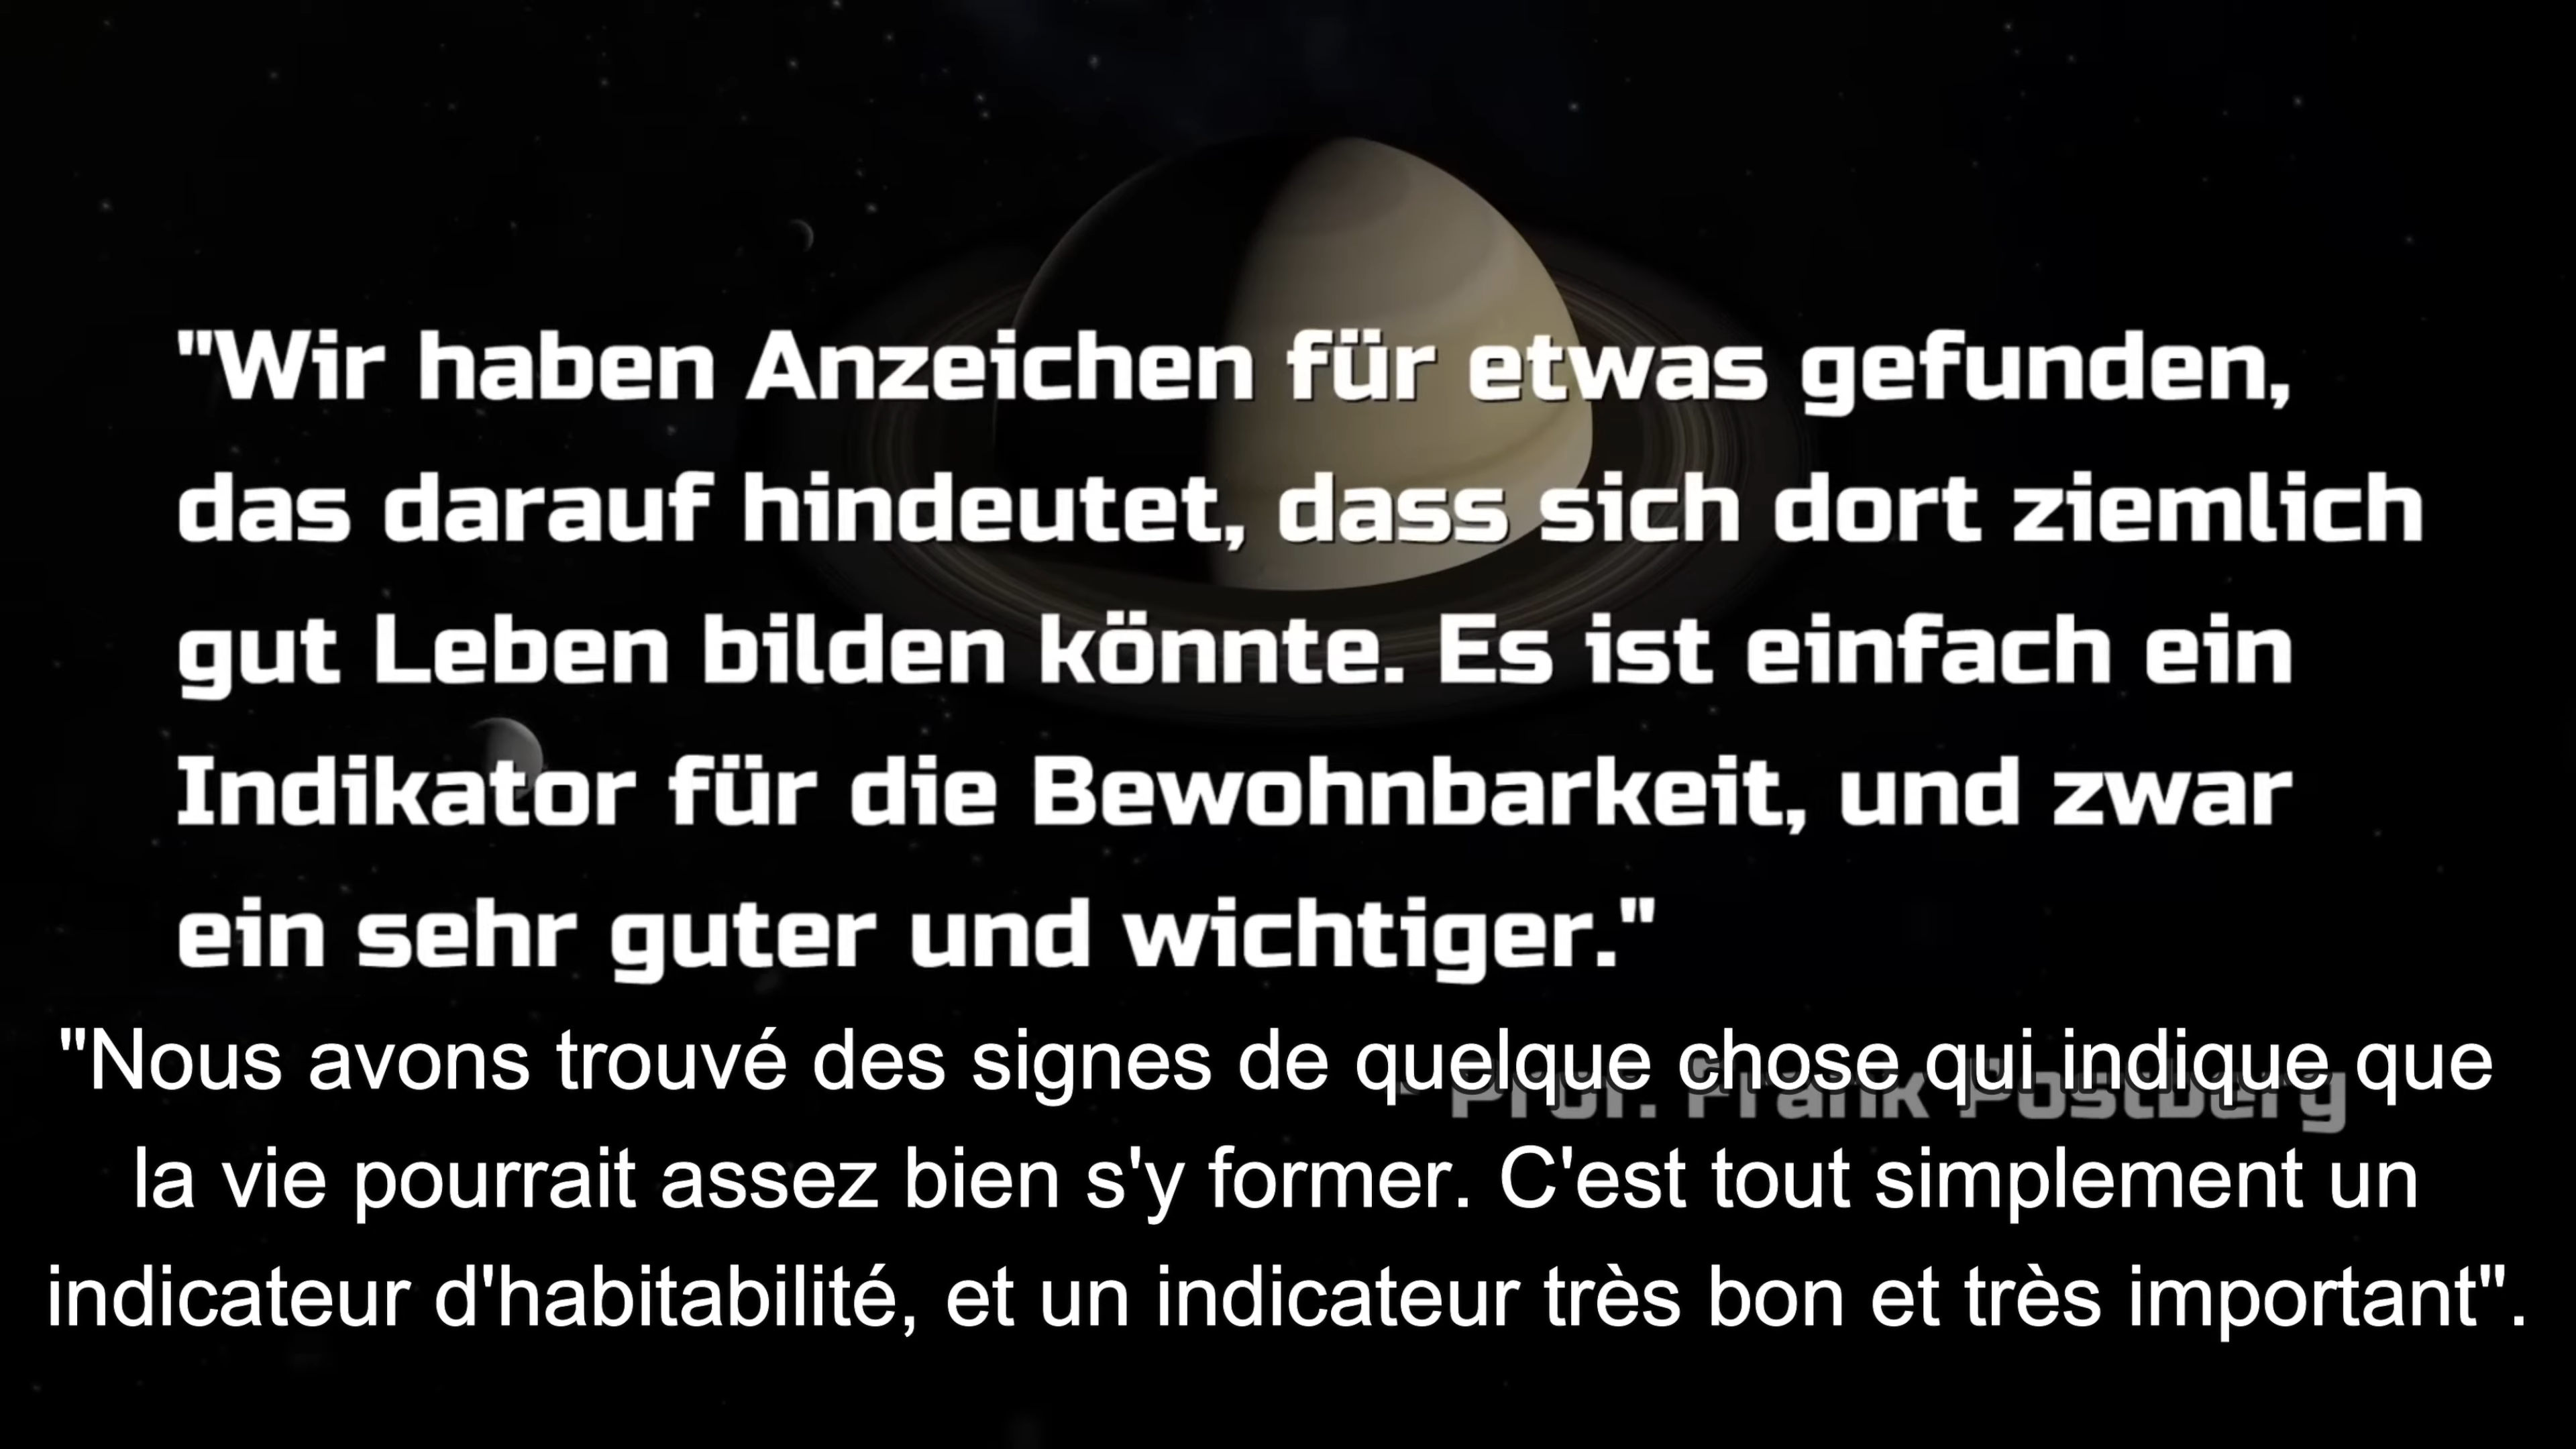 "Wir haben Anzeichen für etwas gefunden,
das darauf hindeutet, dass sich dort ziemlich
gut Leben bilden könnte. Es ist einfach ein
Indikator für die Bewohnbarkeit, und zwar
ein sehr guter und wichtiger."
- Prof. Frank Postberg
"Nous avons trouvé des signes de quelque chose qui indique que
la vie pourrait assez bien s'y former. C'est tout simplement un
indicateur d'habitabilité, et un indicateur très bon et très important".